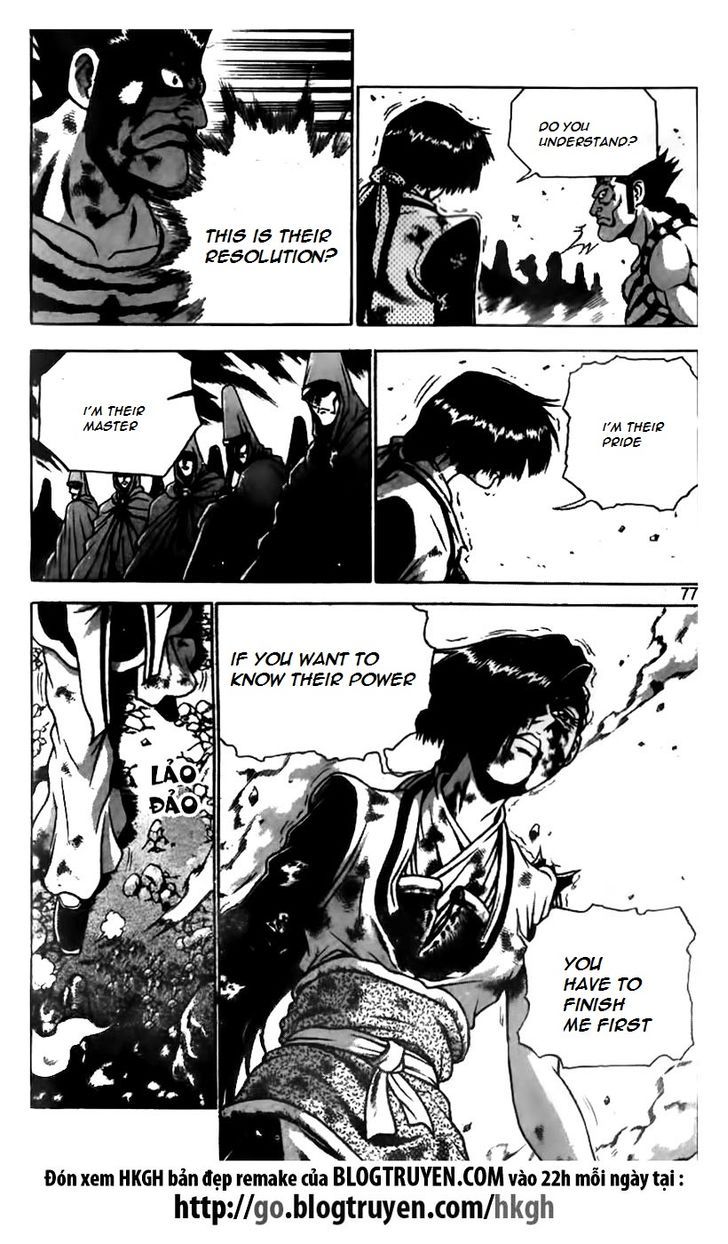 THIS IS THEIR
RESOLUTION?
DO YOU
UNDERSTAND?
I'M THEIR
MASTER
I'M THEIR
PRIDE
77
LẢO
ĐẢO
IF YOU WANT TO
KNOW THEIR POWER
YOU
HAVE TO
FINISH
ME FIRST
Đón xem HKGH bản đẹp remake của BLOGTRUYEN.COM vào 22h mỗi ngày tại :
http://go.blogtruyen.com/hkgh